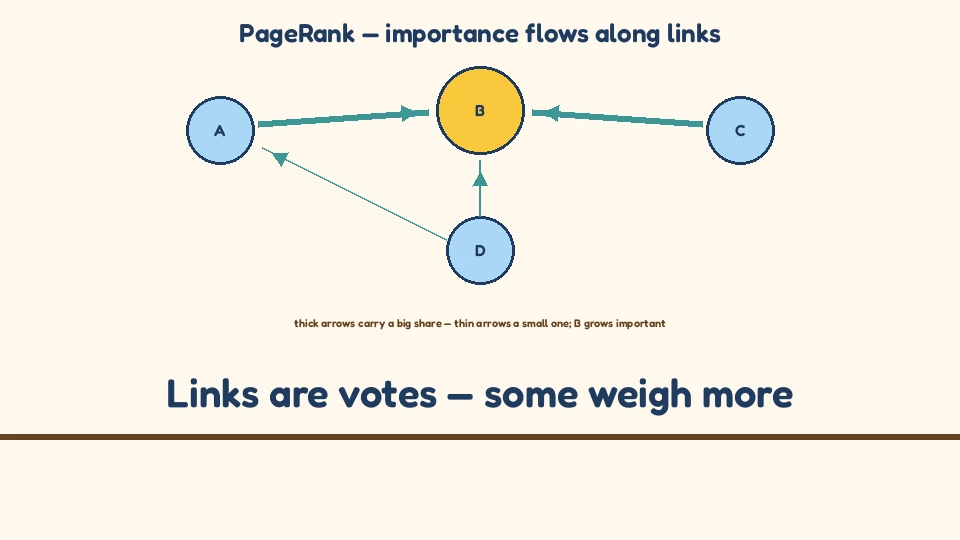 PageRank — importance flows along links
B
A
C
D
thick arrows carry a big share — thin arrows a small one; B grows important
Links are votes — some weigh more